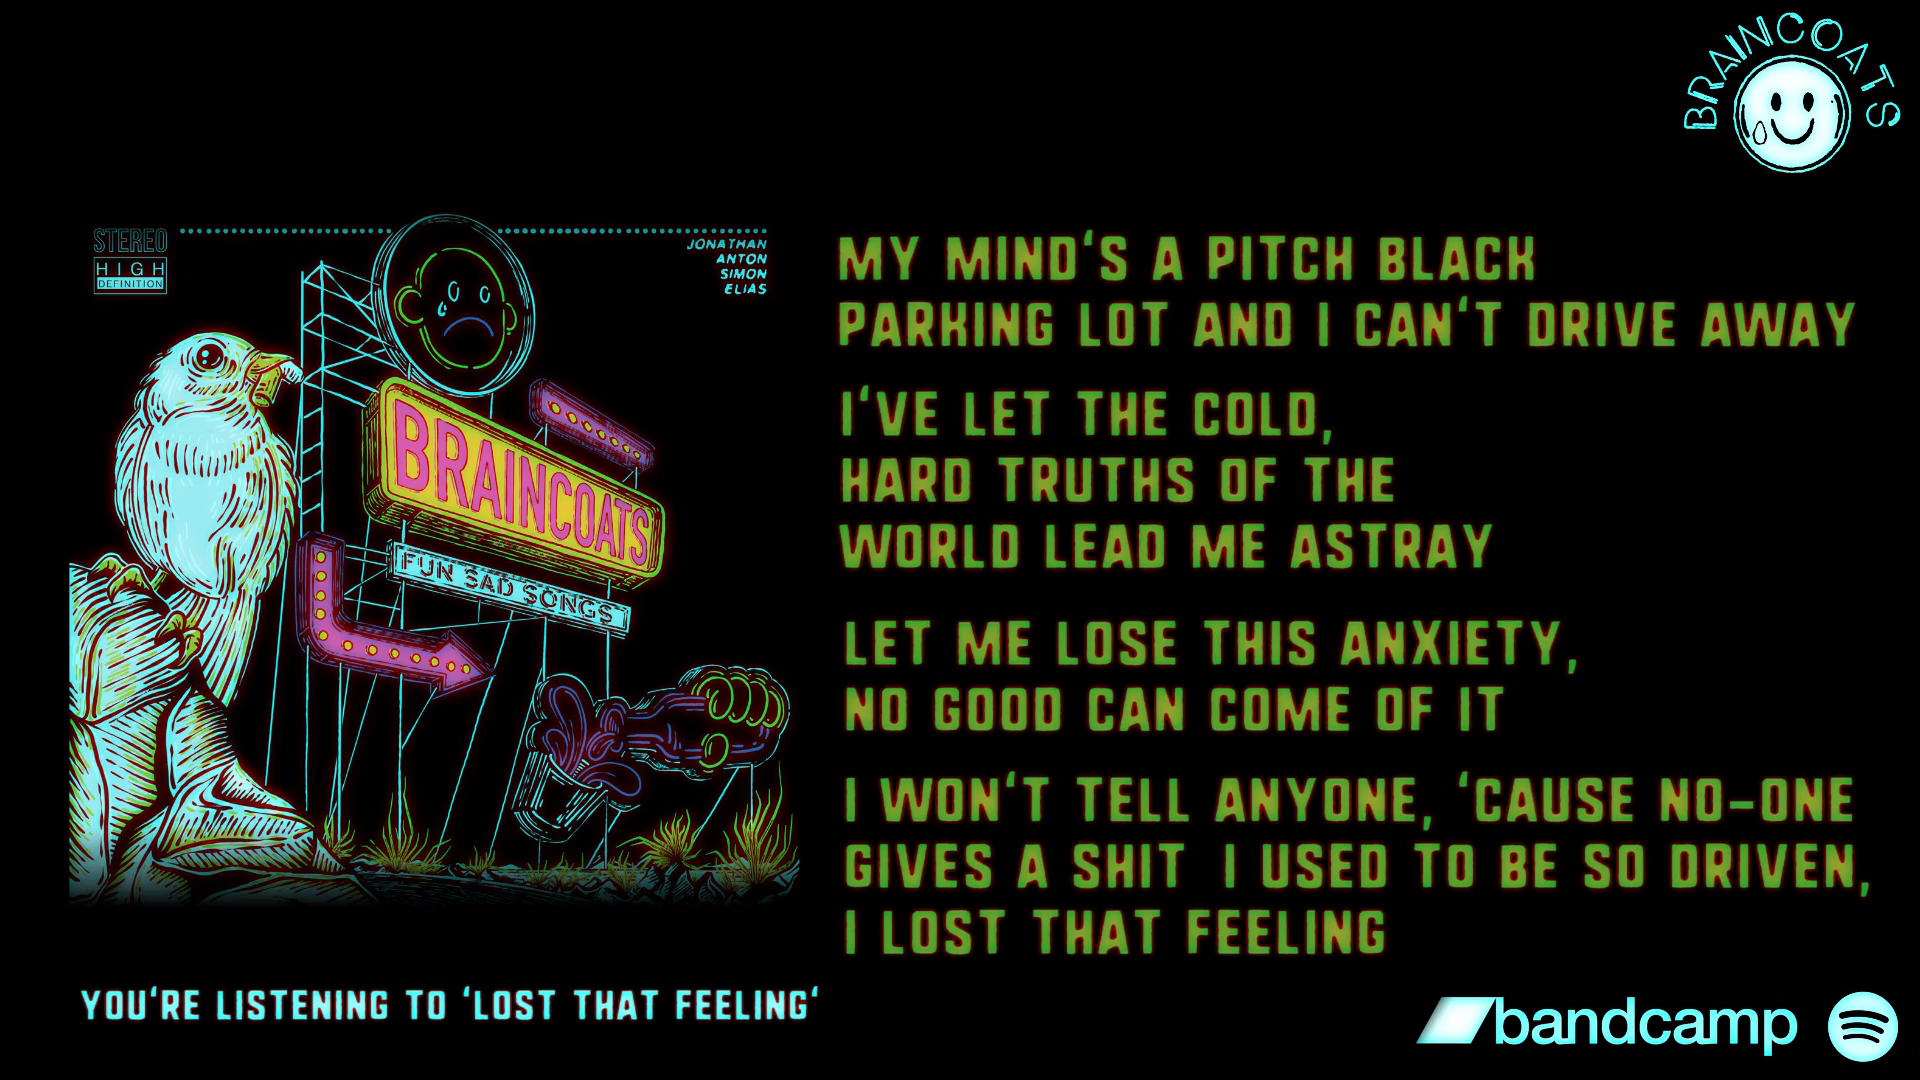 BRAINCOATS
STEREO
HIGH
DEFINITION
JONATHAN
ANTON
SIMON
ELIAS
BRAINCOATS
FUN SAD SONGS
MY MIND‘S A PITCH BLACK
PARKING LOT AND I CAN‘T DRIVE AWAY
I‘VE LET THE COLD,
HARD TRUTHS OF THE
WORLD LEAD ME ASTRAY
LET ME LOSE THIS ANXIETY,
NO GOOD CAN COME OF IT
I WON‘T TELL ANYONE, ‘CAUSE NO-ONE
GIVES A SHIT I USED TO BE SO DRIVEN,
I LOST THAT FEELING
YOU‘RE LISTENING TO ‘LOST THAT FEELING‘
bandcamp